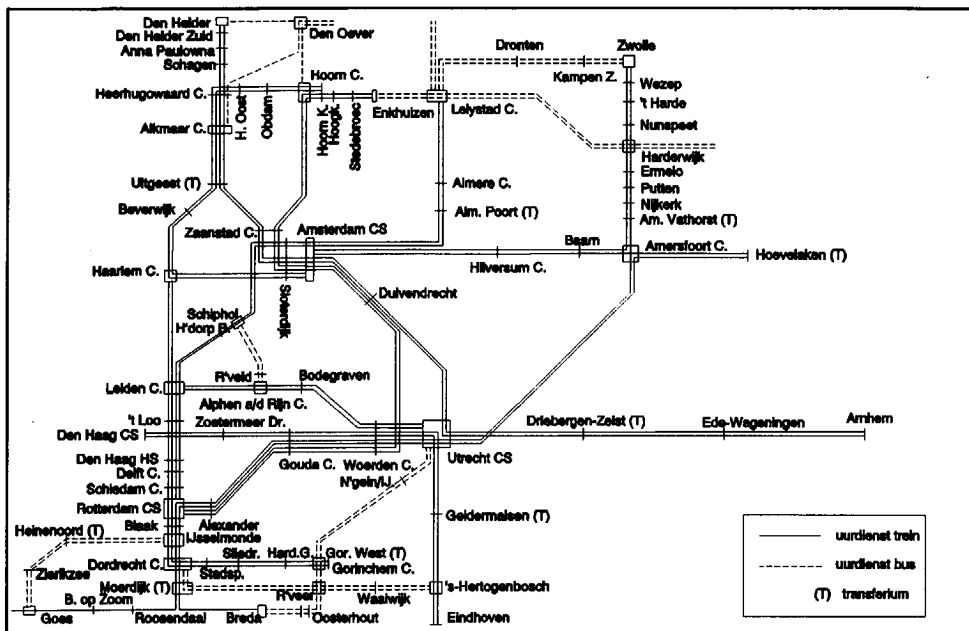 Den Helder
Den Helder Zuid
Anna Paulowna
Schagen
Den Oever
Heerhugowaard C.
H. Oost
Obdam
Hoorn C.
Hoorn K.
Hoogk.
Stedebroec
Enkhuizen
Lelystad C.
Dronten
Kampen Z.
Zwolle
Wezep
't Harde
Nunspeet
Harderwijk
Ermelo
Putten
Nijkerk
Am. Vathorst (T)
Alkmaar C.
Uitgeest (T)
Beverwijk
Zaanstad C.
Amsterdam CS
Almere C.
Alm. Poort (T)
Baarn
Hilversum C.
Amersfoort C.
Hoevelaken (T)
Haarlem C.
Sloterdijk
Duivendrecht
Schiphol.
H'dorp B.
R'veld
Bodegraven
Leiden C.
Alphen a/d Rijn C.
't Loo
Zoetermeer Dr.
Den Haag CS
Driebergen-Zeist (T)
Ede-Wageningen
Arnhem
Utrecht CS
Gouda C.
Woerden C.
N'gein/IJ.
Den Haag HS
Delft C.
Schiedam C.
Rotterdam CS
Blaak
Alexander
IJsselmonde
Geldermalsen (T)
Heinenoord (T)
Dordrecht C.
Sliedr.
Hard.G.
Gor. West (T)
Gorinchem C.
Stadsp.
Zierikzee
Moerdijk (T)
R'veer
Waalwijk
's-Hertogenbosch
B. op Zoom
Goes
Roosendaal
Breda
Oosterhout
Eindhoven
uurdienst trein
uurdienst bus
(T) transferium